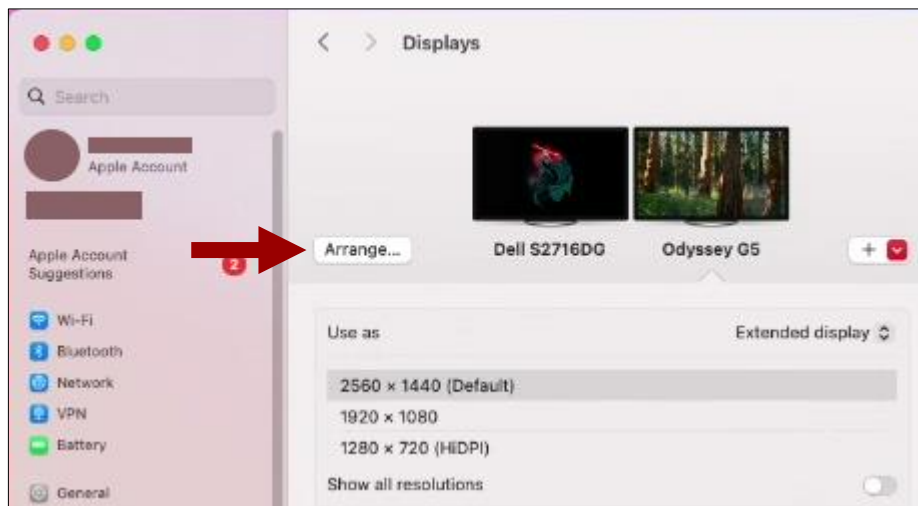 Displays
Search
Apple Account
Apple Account
Suggestions
2
Wi-Fi
Bluetooth
Network
VPN
Battery
General
Arrange...
Dell S2716DG
Odyssey G5
+
Use as
Extended display
2560 × 1440 (Default)
1920 × 1080
1280 × 720 (HiDPI)
Show all resolutions